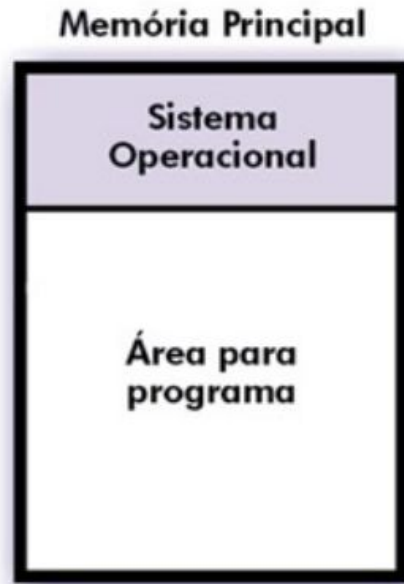 Memória Principal
Sistema
Operacional
Área para
programa